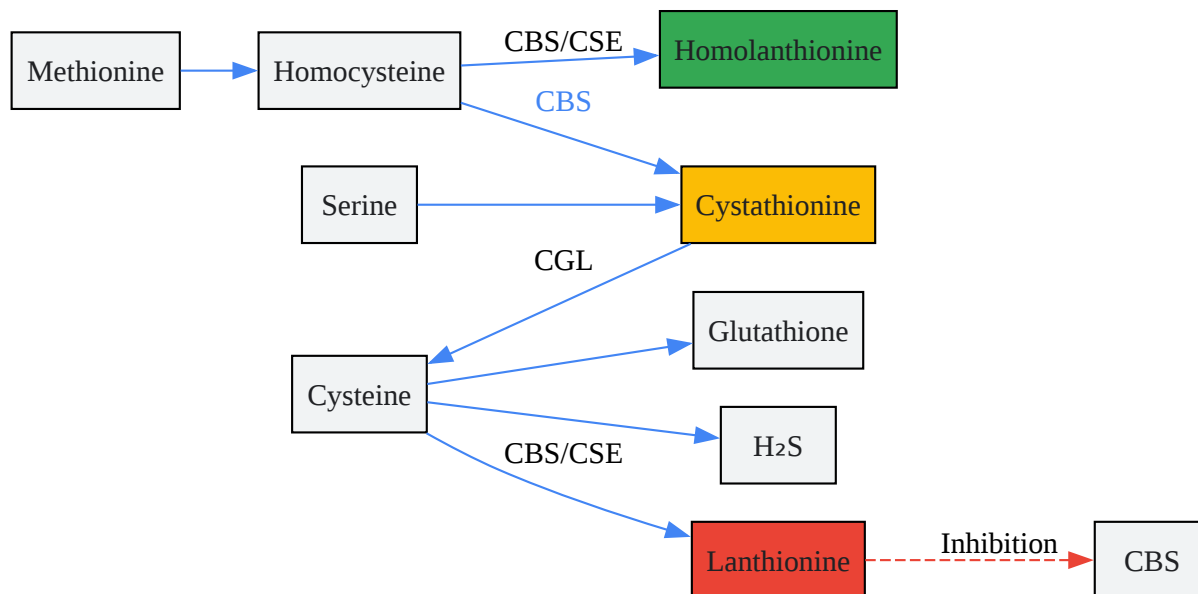 Methionine
Homocysteine
CBS/CSE
Homolanthionine
CBS
Serine
Cystathionine
CGL
Glutathione
Cysteine
H₂S
CBS/CSE
Lanthionine
Inhibition
CBS